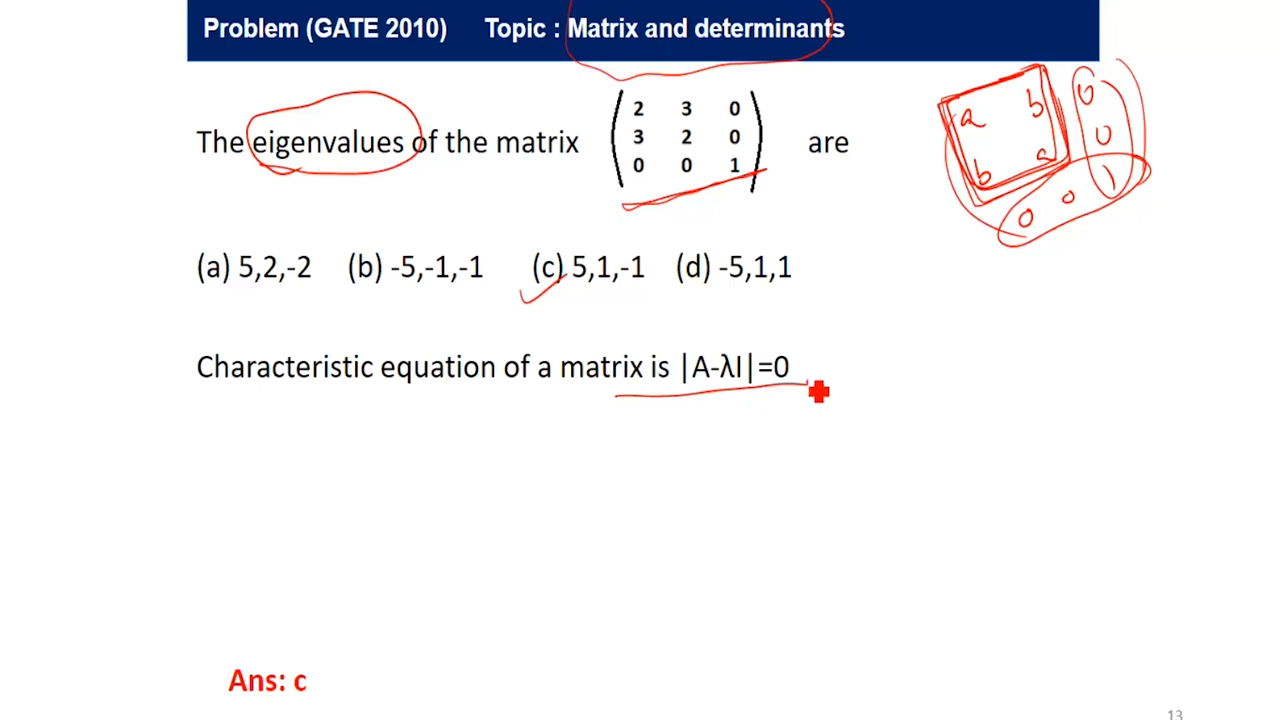 Problem (GATE 2010) Topic : Matrix and determinants
2 3 0
The eigenvalues of the matrix 3 2 0 are
0 0 1
a b 0
b a 0
0 0 1
(a) 5,2,-2 (b) -5,-1,-1 (c) 5,1,-1 (d) -5,1,1
Characteristic equation of a matrix is |A-λI|=0
Ans: c
13